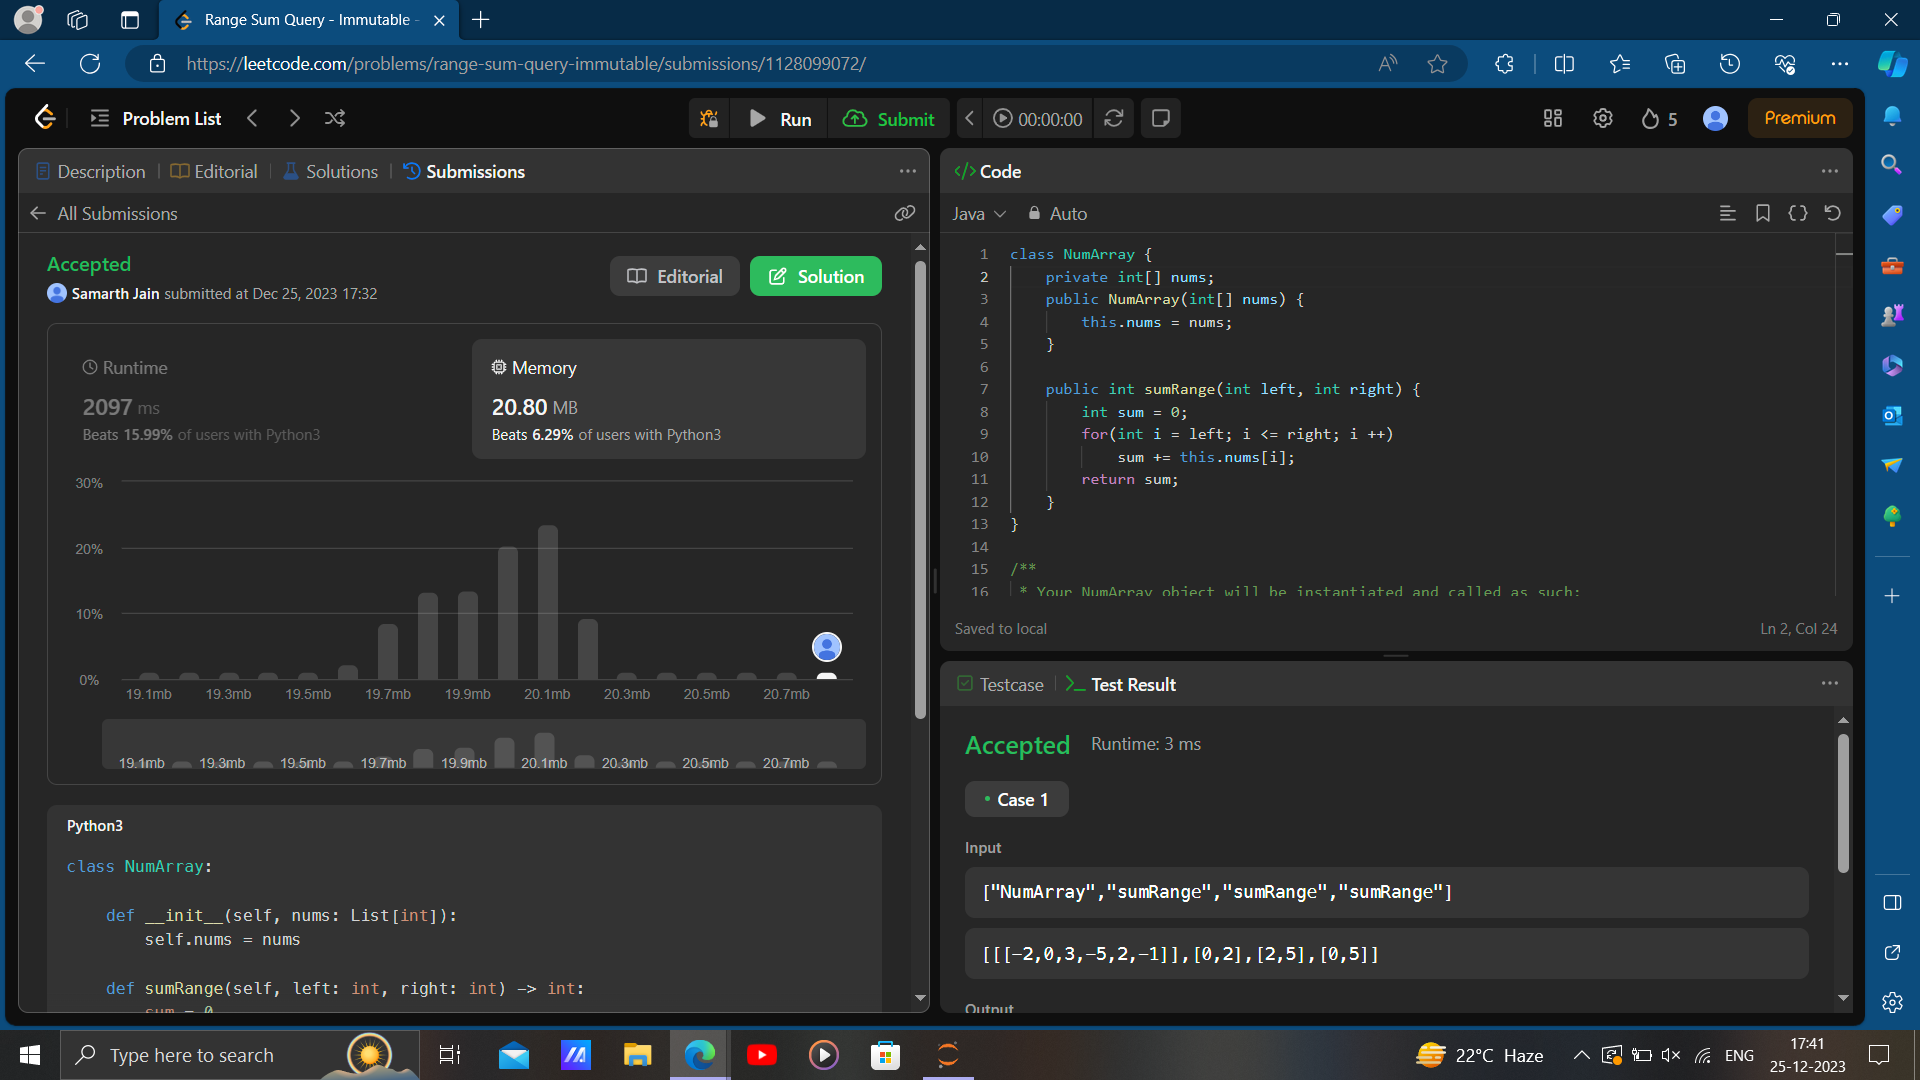 Range Sum Query - Immutable -
https://leetcode.com/problems/range-sum-query-immutable/submissions/1128099072/
Problem List
Run
Submit
00:00:00
5
Premium
Description
Editorial
Solutions
Submissions
All Submissions
Accepted
Samarth Jain submitted at Dec 25, 2023 17:32
Editorial
Solution
Runtime
2097 ms
Beats 15.99% of users with Python3
Memory
20.80 MB
Beats 6.29% of users with Python3
30%
20%
10%
0%
19.1mb 19.3mb 19.5mb 19.7mb 19.9mb 20.1mb 20.3mb 20.5mb 20.7mb
19.1mb 19.3mb 19.5mb 19.7mb 19.9mb 20.1mb 20.3mb 20.5mb 20.7mb
Python3
class NumArray:
def __init__(self, nums: List[int]):
self.nums = nums
def sumRange(self, left: int, right: int) -> int:
sum = 0
</> Code
Java
Auto
1 class NumArray {
2 private int[] nums;
3 public NumArray(int[] nums) {
4 this.nums = nums;
5 }
6
7 public int sumRange(int left, int right) {
8 int sum = 0;
9 for(int i = left; i <= right; i ++)
10 sum += this.nums[i];
11 return sum;
12 }
13 }
14
15 /**
16 * Your NumArray object will be instantiated and called as such:
Saved to local
Ln 2, Col 24
Testcase
Test Result
Accepted
Runtime: 3 ms
• Case 1
Input
["NumArray","sumRange","sumRange","sumRange"]
[[[-2,0,3,-5,2,-1]],[0,2],[2,5],[0,5]]
Output
Type here to search
22°C Haze
ENG
17:41
25-12-2023